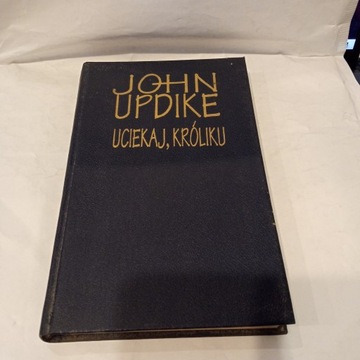 JOHN
UPDIKE
UCIEKAJ, KRÓLIKU